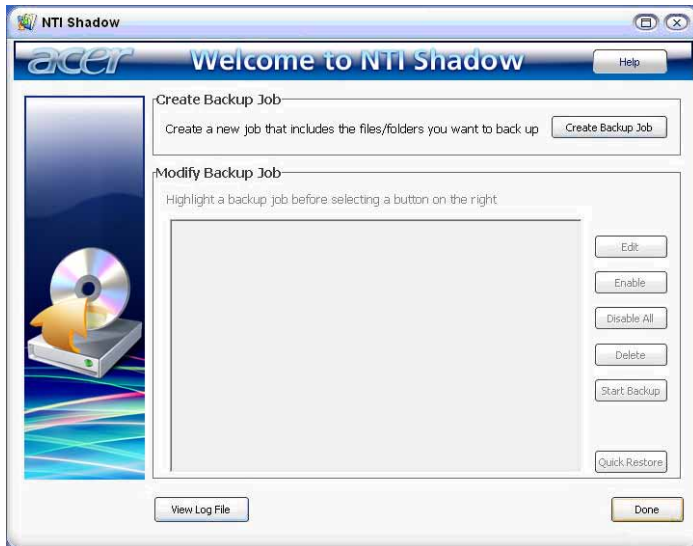 NTI Shadow
acer
Welcome to NTI Shadow
Help
Create Backup Job
Create a new job that includes the files/folders you want to back up
Create Backup Job
Modify Backup Job
Highlight a backup job before selecting a button on the right
Edit
Enable
Disable All
Delete
Start Backup
Quick Restore
View Log File
Done